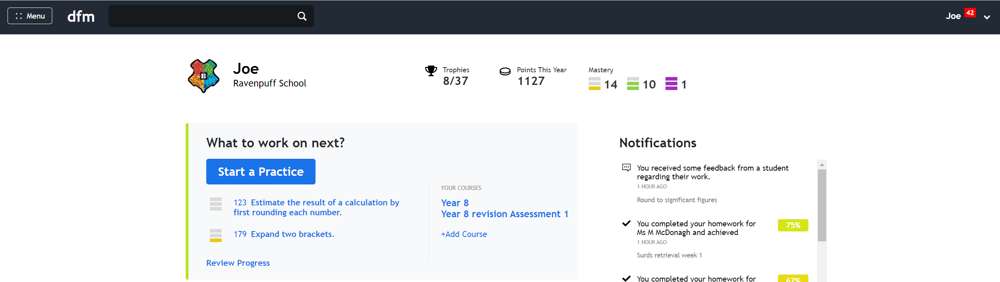 Menu
dfm
Joe 42
B
Joe
Ravenpuff School
Trophies
8/37
Points This Year
1127
Mastery
14 10 1
What to work on next?
Start a Practice
123 Estimate the result of a calculation by
first rounding each number.
179 Expand two brackets.
Review Progress
YOUR COURSES
Year 8
Year 8 revision Assessment 1
+Add Course
Notifications
You received some feedback from a student
regarding their work.
1 HOUR AGO
Round to significant figures
You completed your homework for
Ms M McDonagh and achieved
75%
1 HOUR AGO
Surds retrieval week 1
You completed your homework for
67%